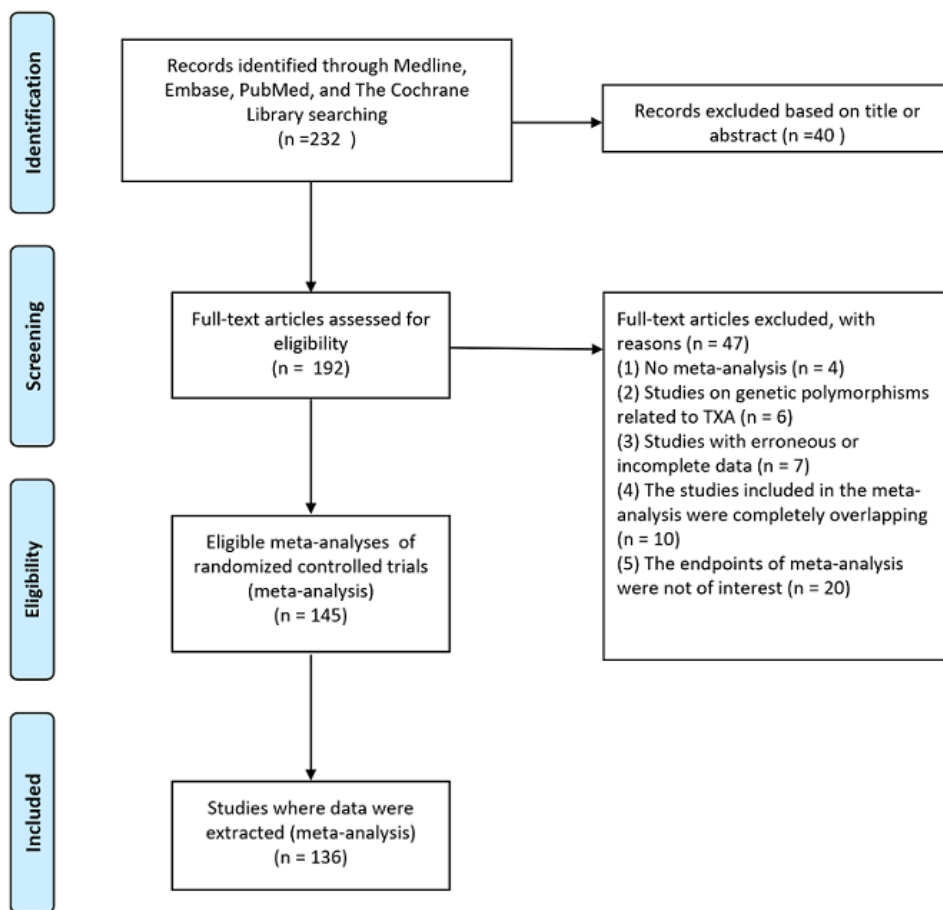 Identification
Records identified through Medline,
Embase, PubMed, and The Cochrane
Library searching
(n =232  )
Records excluded based on title or
abstract (n =40 )
Screening
Full-text articles assessed for
eligibility
(n =  192)
Full-text articles excluded, with
reasons (n = 47)
(1) No meta-analysis (n = 4)
(2) Studies on genetic polymorphisms
related to TXA (n = 6)
(3) Studies with erroneous or
incomplete data (n = 7)
(4) The studies included in the meta-
analysis were completely overlapping
(n = 10)
(5) The endpoints of meta-analysis
were not of interest (n = 20)
Eligibility
Eligible meta-analyses of
randomized controlled trials
(meta-analysis)
(n = 145)
Included
Studies where data were
extracted (meta-analysis)
(n = 136)